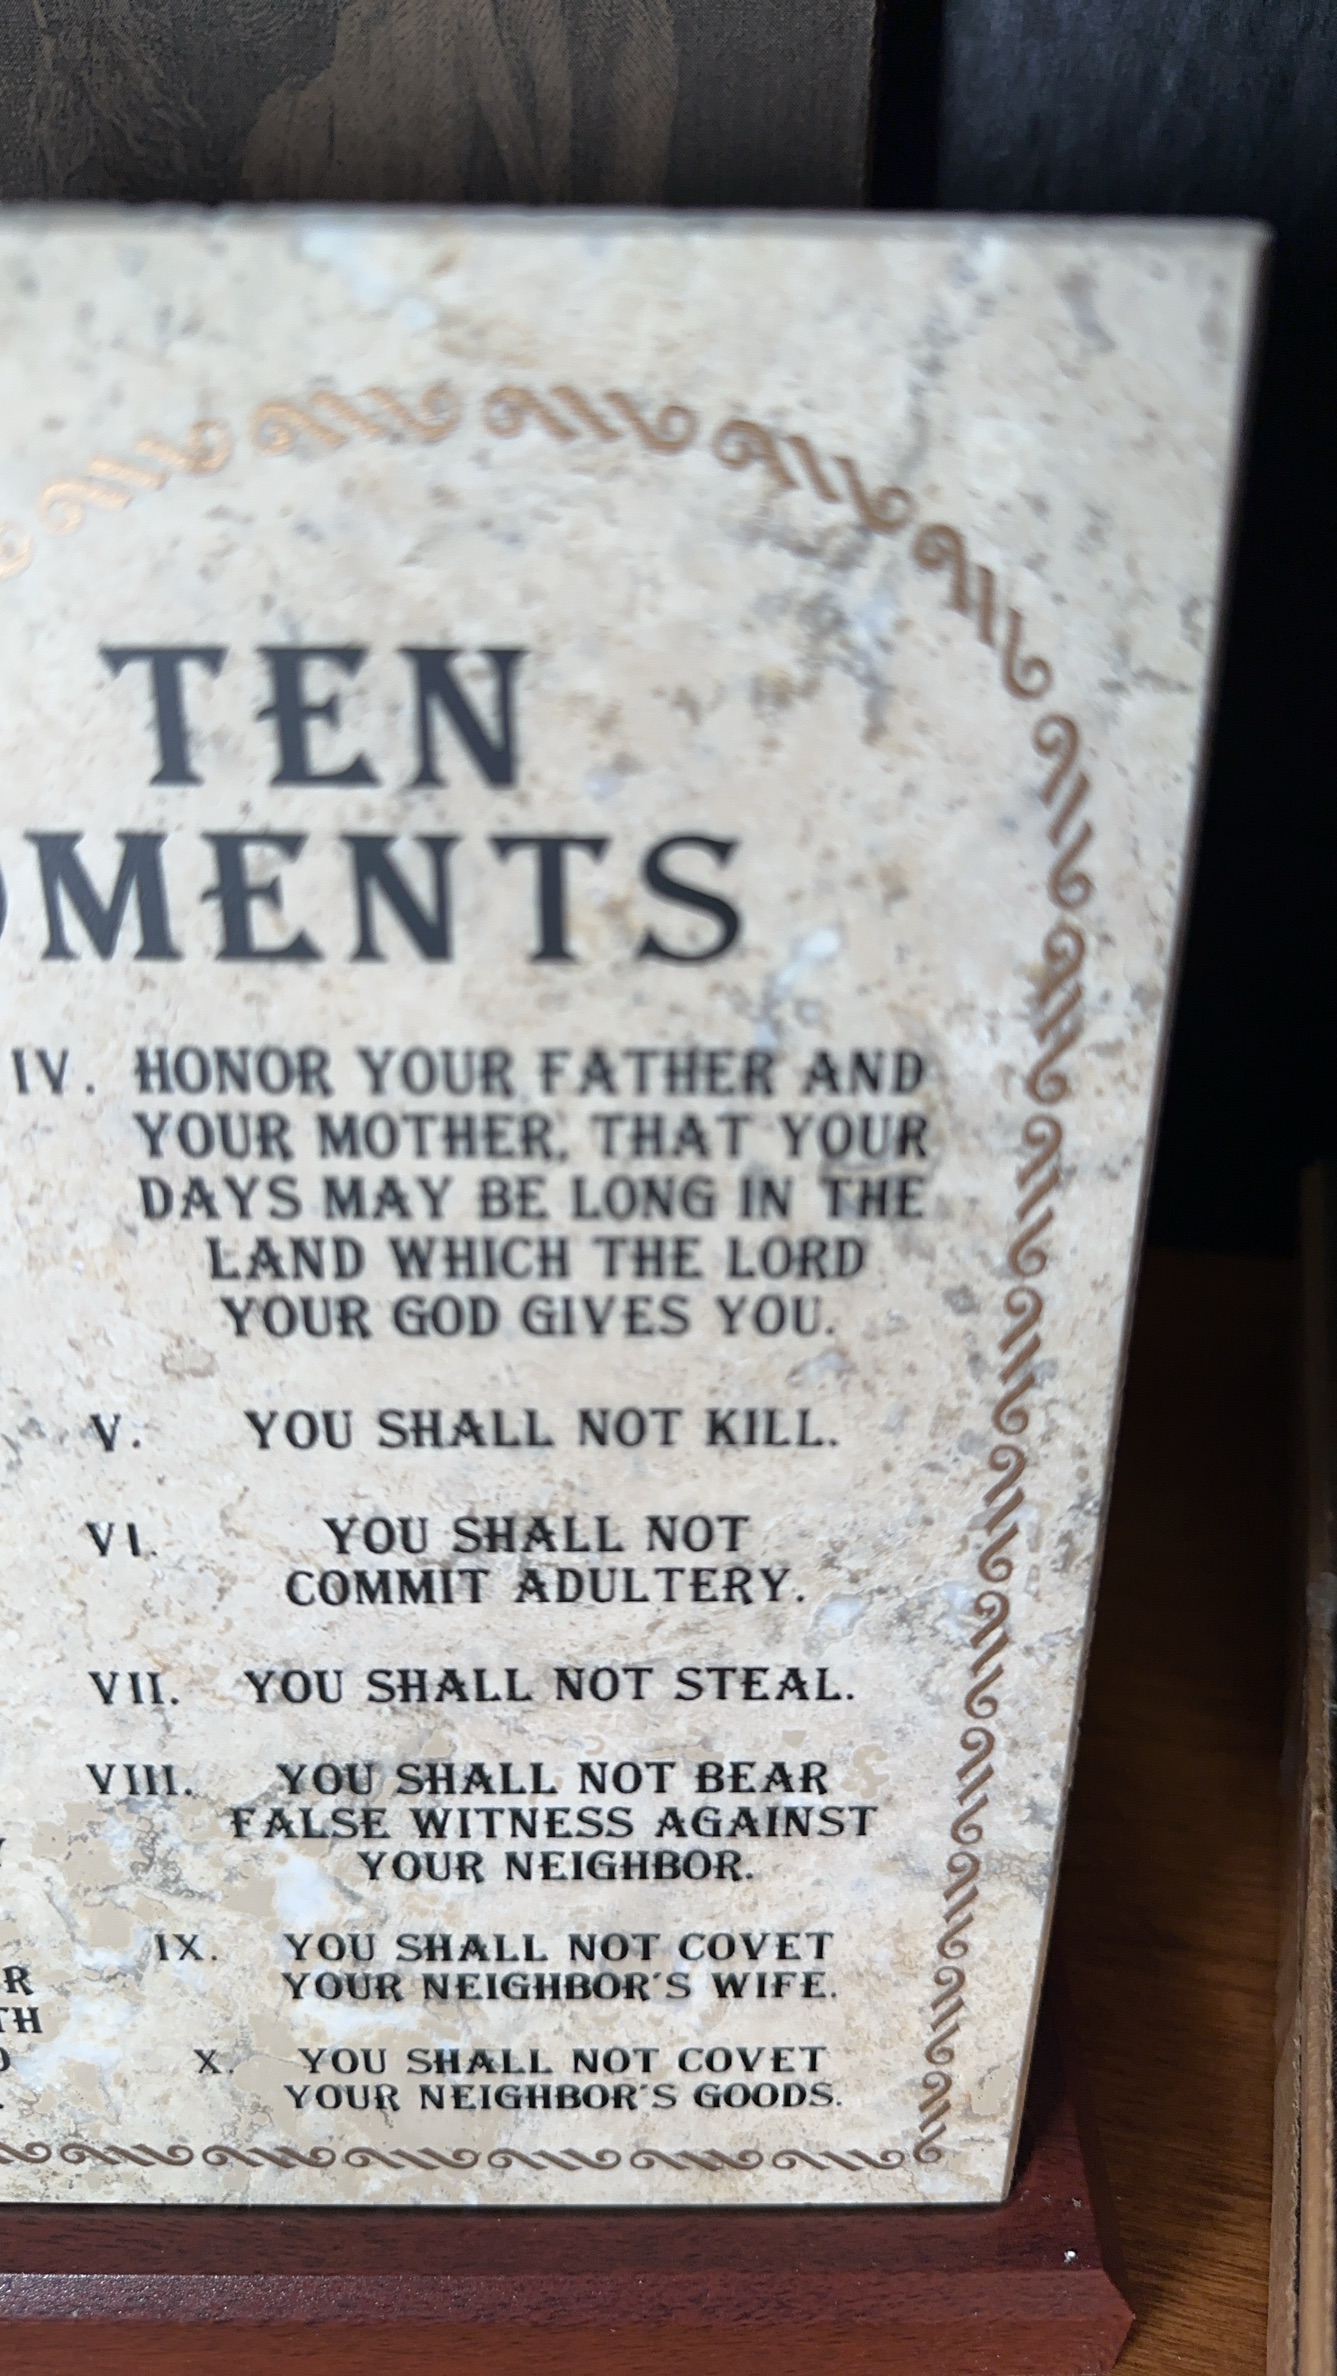 TEN
MENTS
IV. HONOR YOUR FATHER AND
YOUR MOTHER, THAT YOUR
DAYS MAY BE LONG IN THE
LAND WHICH THE LORD
YOUR GOD GIVES YOU.
V. YOU SHALL NOT KILL.
VI. YOU SHALL NOT
COMMIT ADULTERY.
VII. YOU SHALL NOT STEAL.
VIII. YOU SHALL NOT BEAR
FALSE WITNESS AGAINST
YOUR NEIGHBOR.
IX. YOU SHALL NOT COVET
YOUR NEIGHBOR'S WIFE.
X. YOU SHALL NOT COVET
YOUR NEIGHBOR'S GOODS.